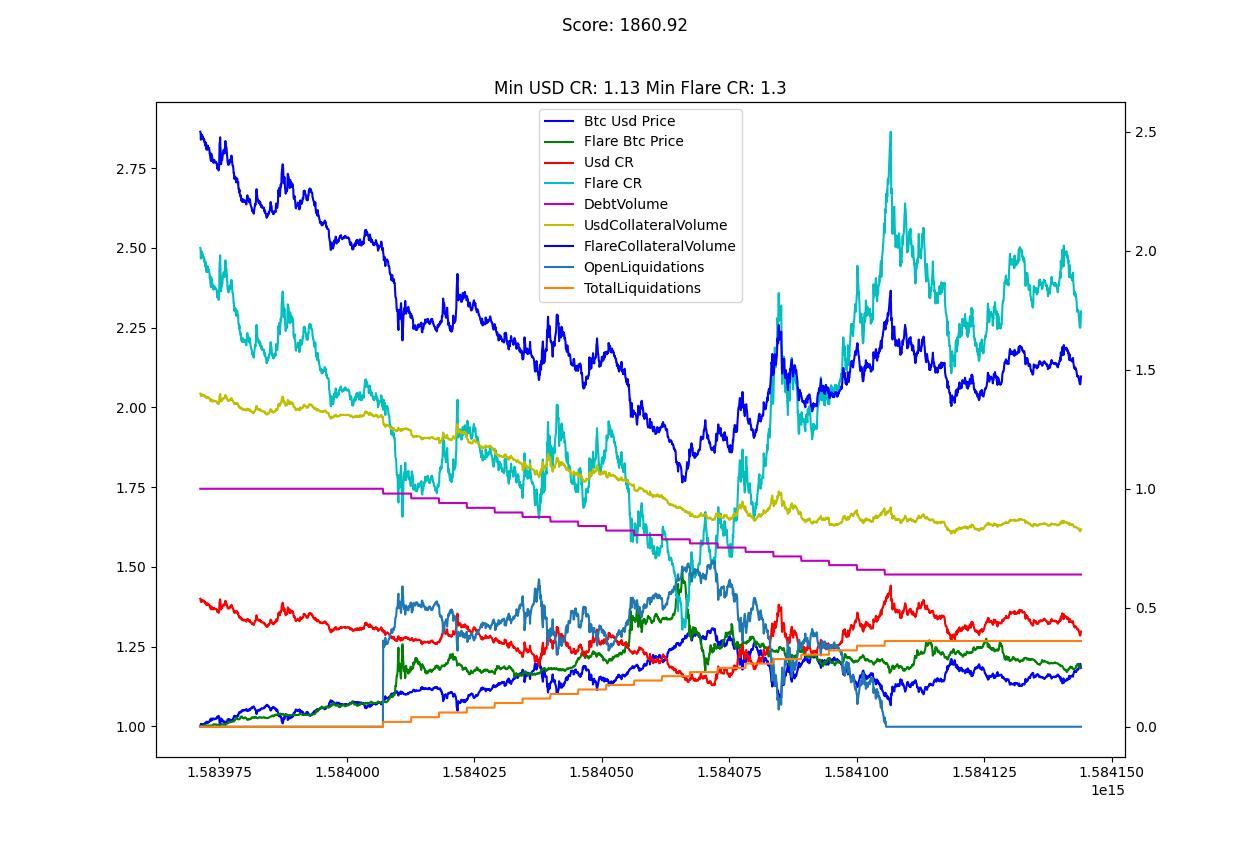 Score: 1860.92
Min USD CR: 1.13 Min Flare CR: 1.3
Btc Usd Price
Flare Btc Price
Usd CR
Flare CR
DebtVolume
UsdCollateralVolume
FlareCollateralVolume
OpenLiquidations
TotalLiquidations
2.75
2.50
2.25
2.00
1.75
1.50
1.25
1.00
2.5
2.0
1.5
1.0
0.5
0.0
1.583975 1.584000 1.584025 1.584050 1.584075 1.584100 1.584125 1.584150
1e15